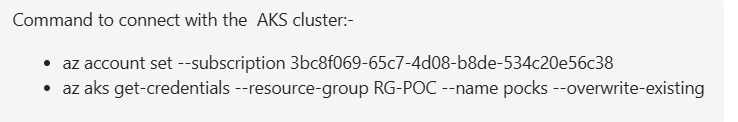 Command to connect with the  AKS cluster:-
• az account set --subscription 3bc8f069-65c7-4d08-b8de-534c20e56c38
• az aks get-credentials --resource-group RG-POC --name pocks --overwrite-existing